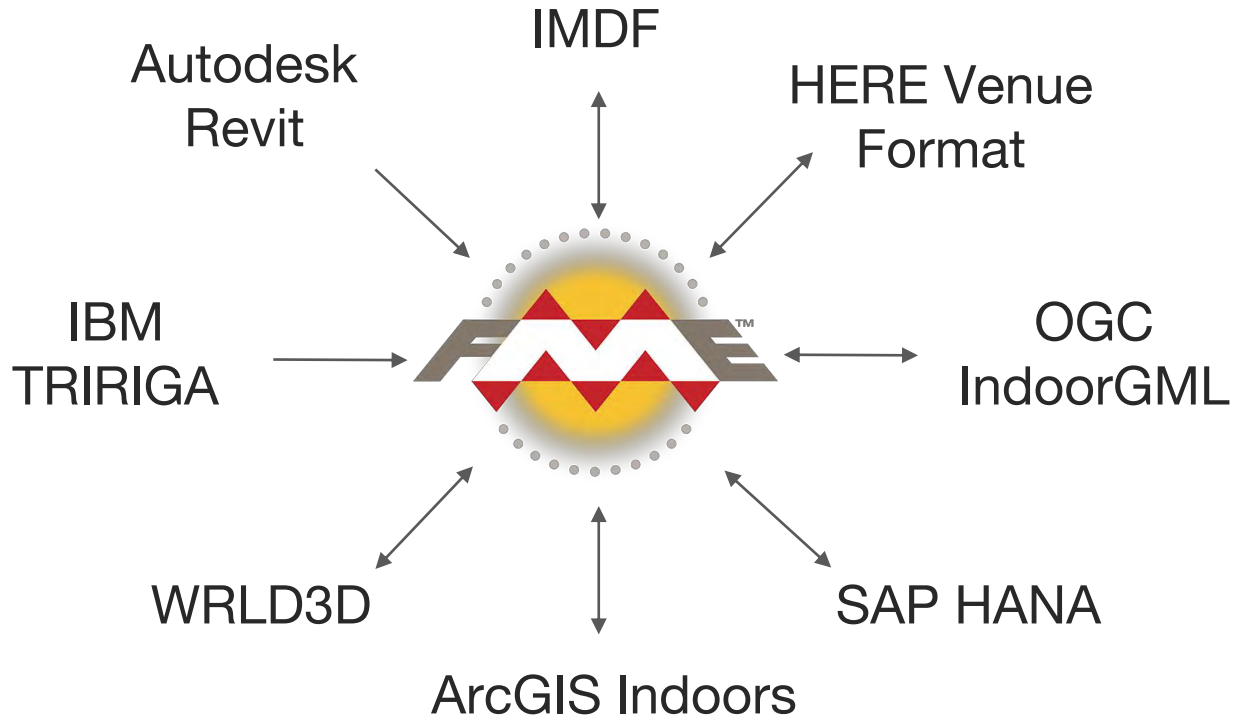 IMDF
Autodesk
Revit
HERE Venue
Format
IBM
TRIRIGA
FME™
OGC
IndoorGML
WRLD3D
SAP HANA
ArcGIS Indoors